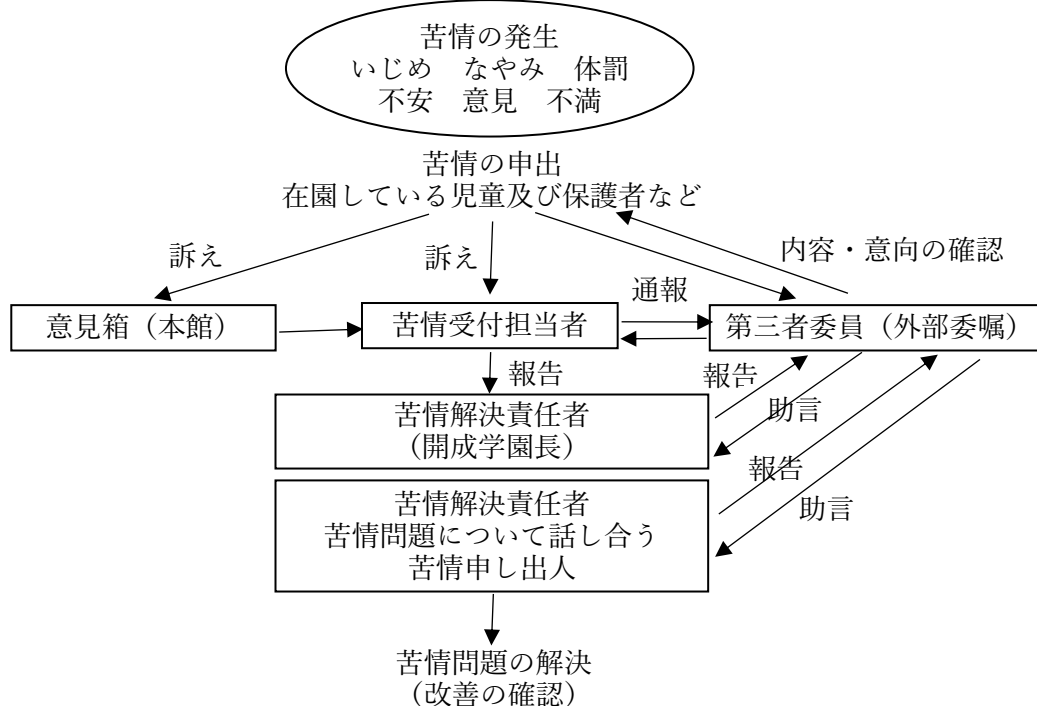 苦情の発生
いじめ　なやみ　体罰
不安　意見　不満
苦情の申出
在園している児童及び保護者など
訴え
訴え
内容・意向の確認
通報
意見箱（本館）
苦情受付担当者
第三者委員（外部委嘱）
報告
報告
苦情解決責任者
（開成学園長）
助言
報告
苦情解決責任者
苦情問題について話し合う
苦情申し出人
助言
苦情問題の解決
（改善の確認）